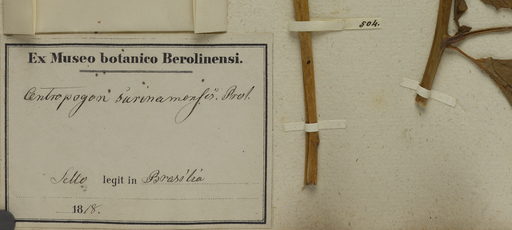 504.
Ex Museo botanico Berolinensi.
Centropogon surinamensis. Presl.
Sello legit in Brasilia
1818.